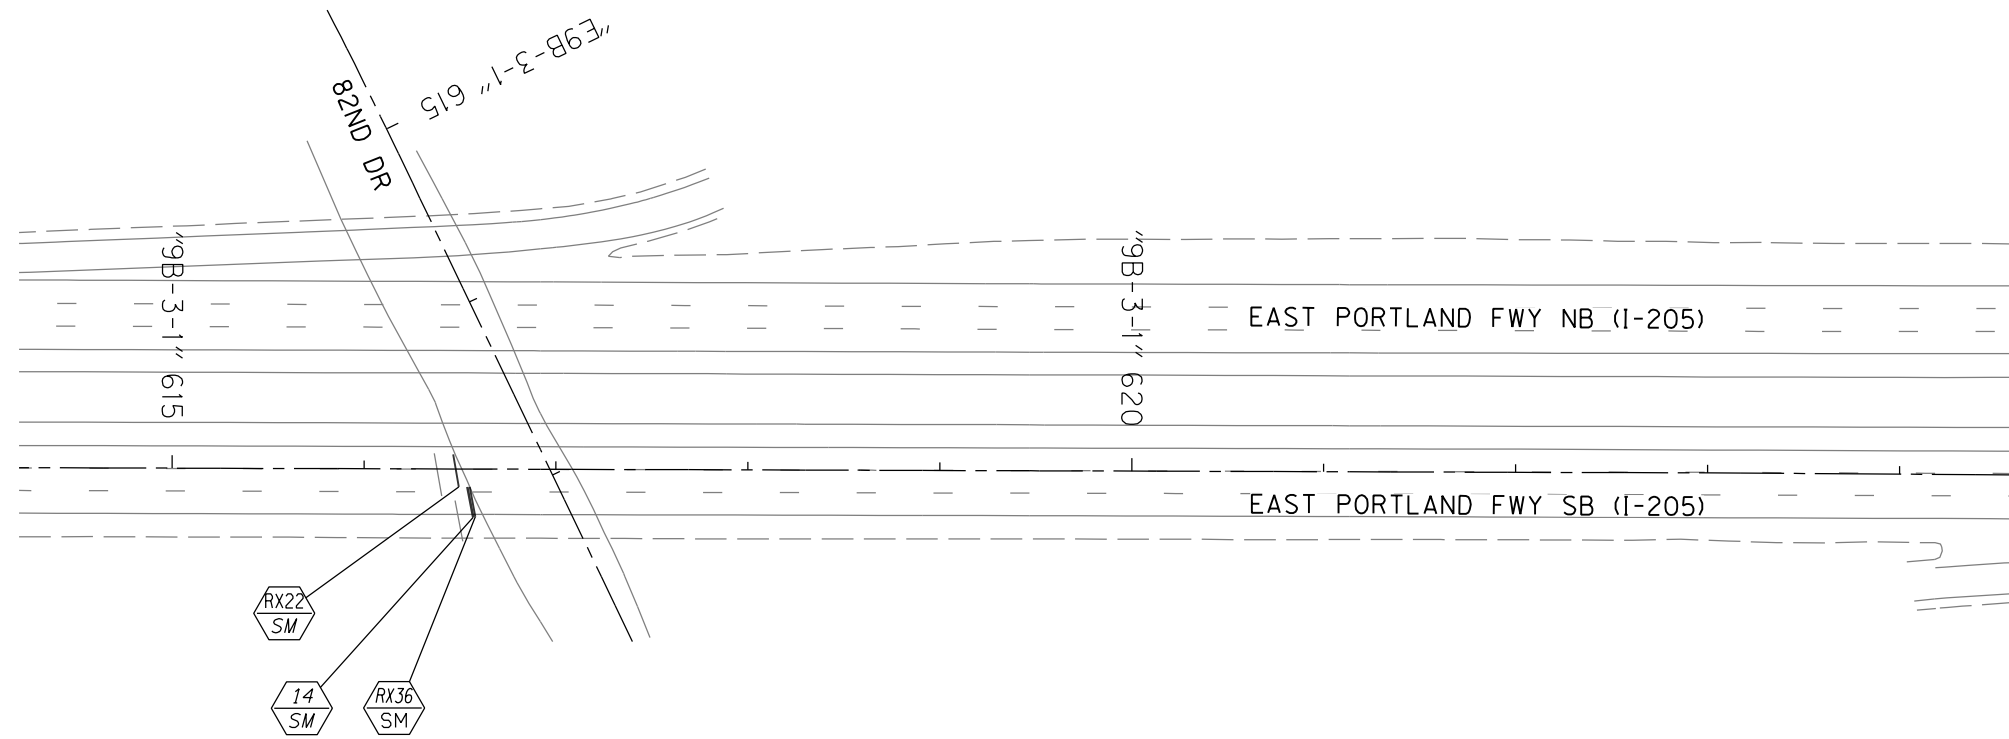 "E9B-3-1" 615
82ND DR
"9B-3-1" 615
"9B-3-1" 620
EAST PORTLAND FWY NB (I-205)
EAST PORTLAND FWY SB (I-205)
RX22
SM
14
SM
RX36
SM